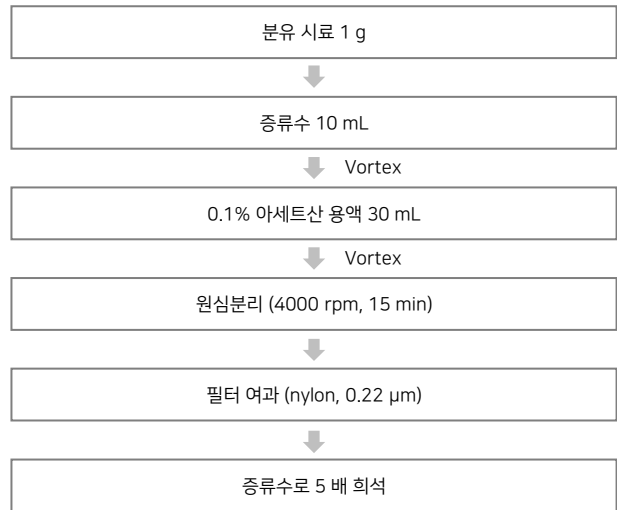 분유 시료 1 g
증류수 10 mL
Vortex
0.1% 아세트산 용액 30 mL
Vortex
원심분리 (4000 rpm, 15 min)
필터 여과 (nylon, 0.22 μm)
증류수로 5 배 희석